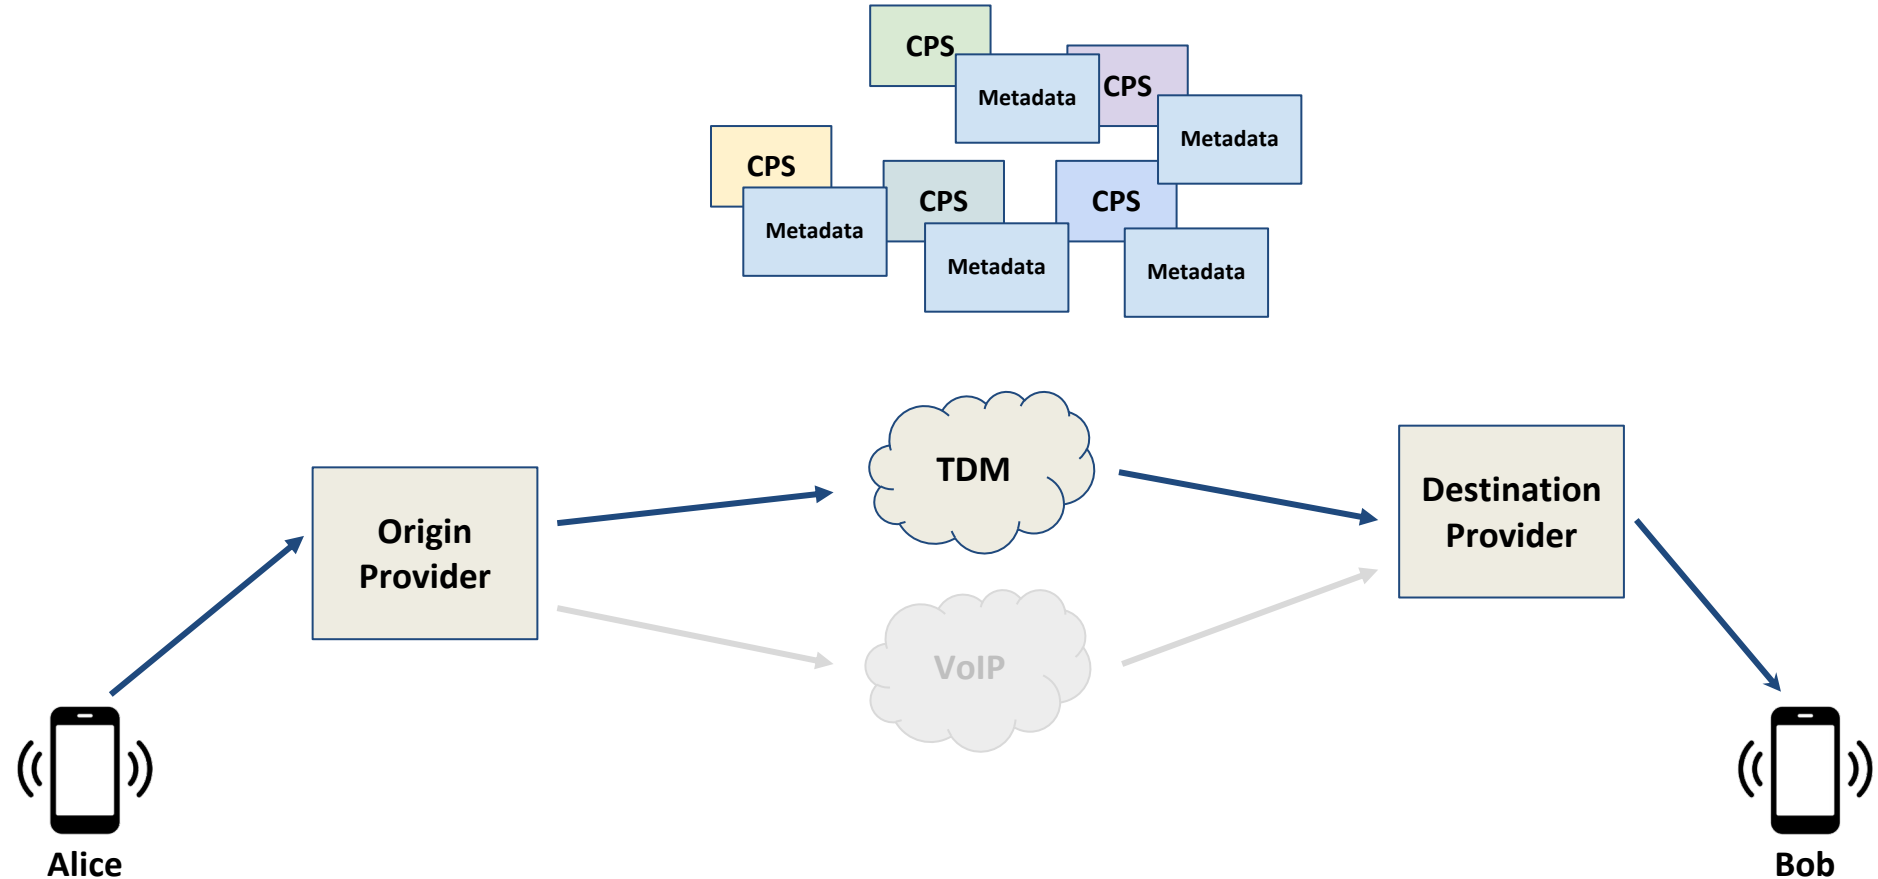 CPS
Metadata
CPS
Metadata
CPS
Metadata
CPS
Metadata
CPS
Metadata
TDM
Origin
Provider
Destination
Provider
VoIP
Alice
Bob